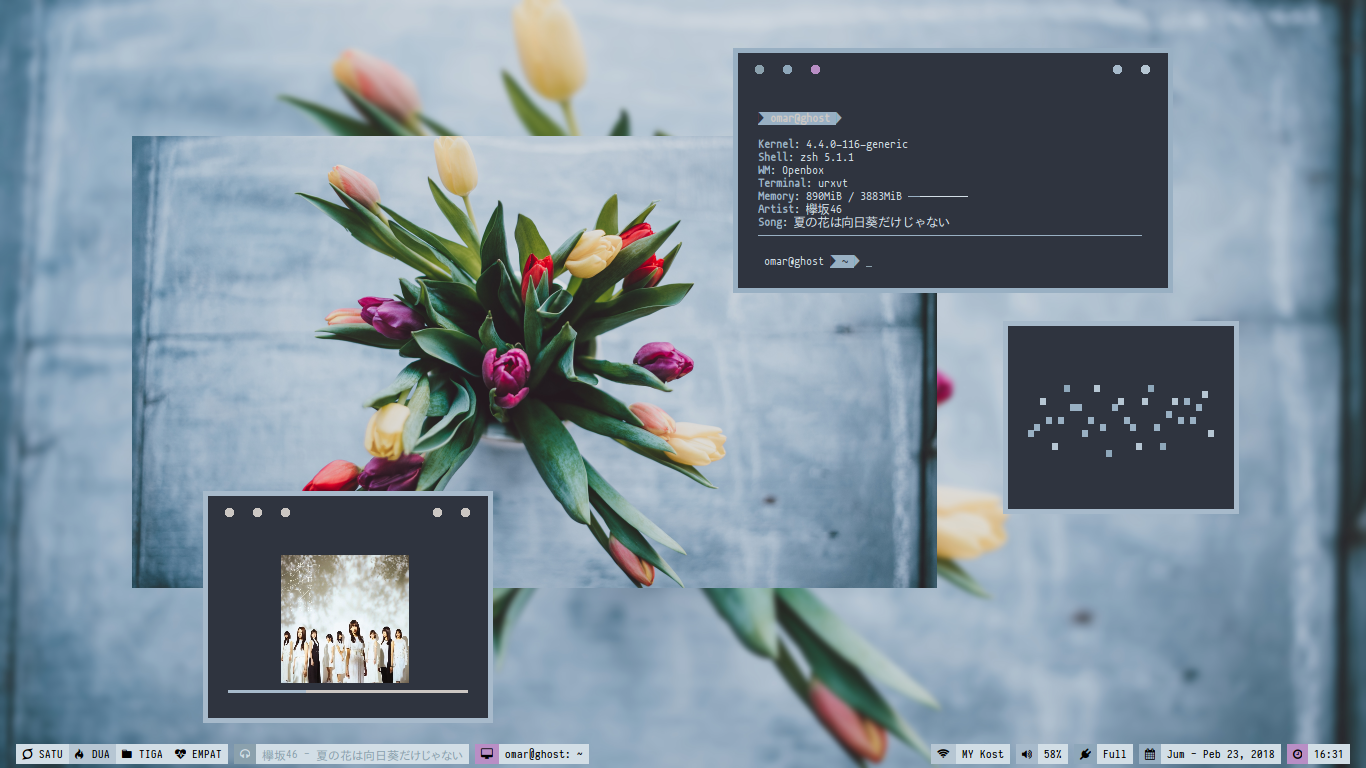 omar@ghost
Kernel: 4.4.0-116-generic
Shell: zsh 5.1.1
WM: Openbox
Terminal: urxvt
Memory: 890MiB / 3883MiB
Artist: 欅坂46
Song: 夏の花は向日葵だけじゃない
omar@ghost ~ _
SATU DUA TIGA EMPAT 欅坂46 - 夏の花は向日葵だけじゃない omar@ghost: ~ MY Kost 58% Full Jum - Peb 23, 2018 16:31